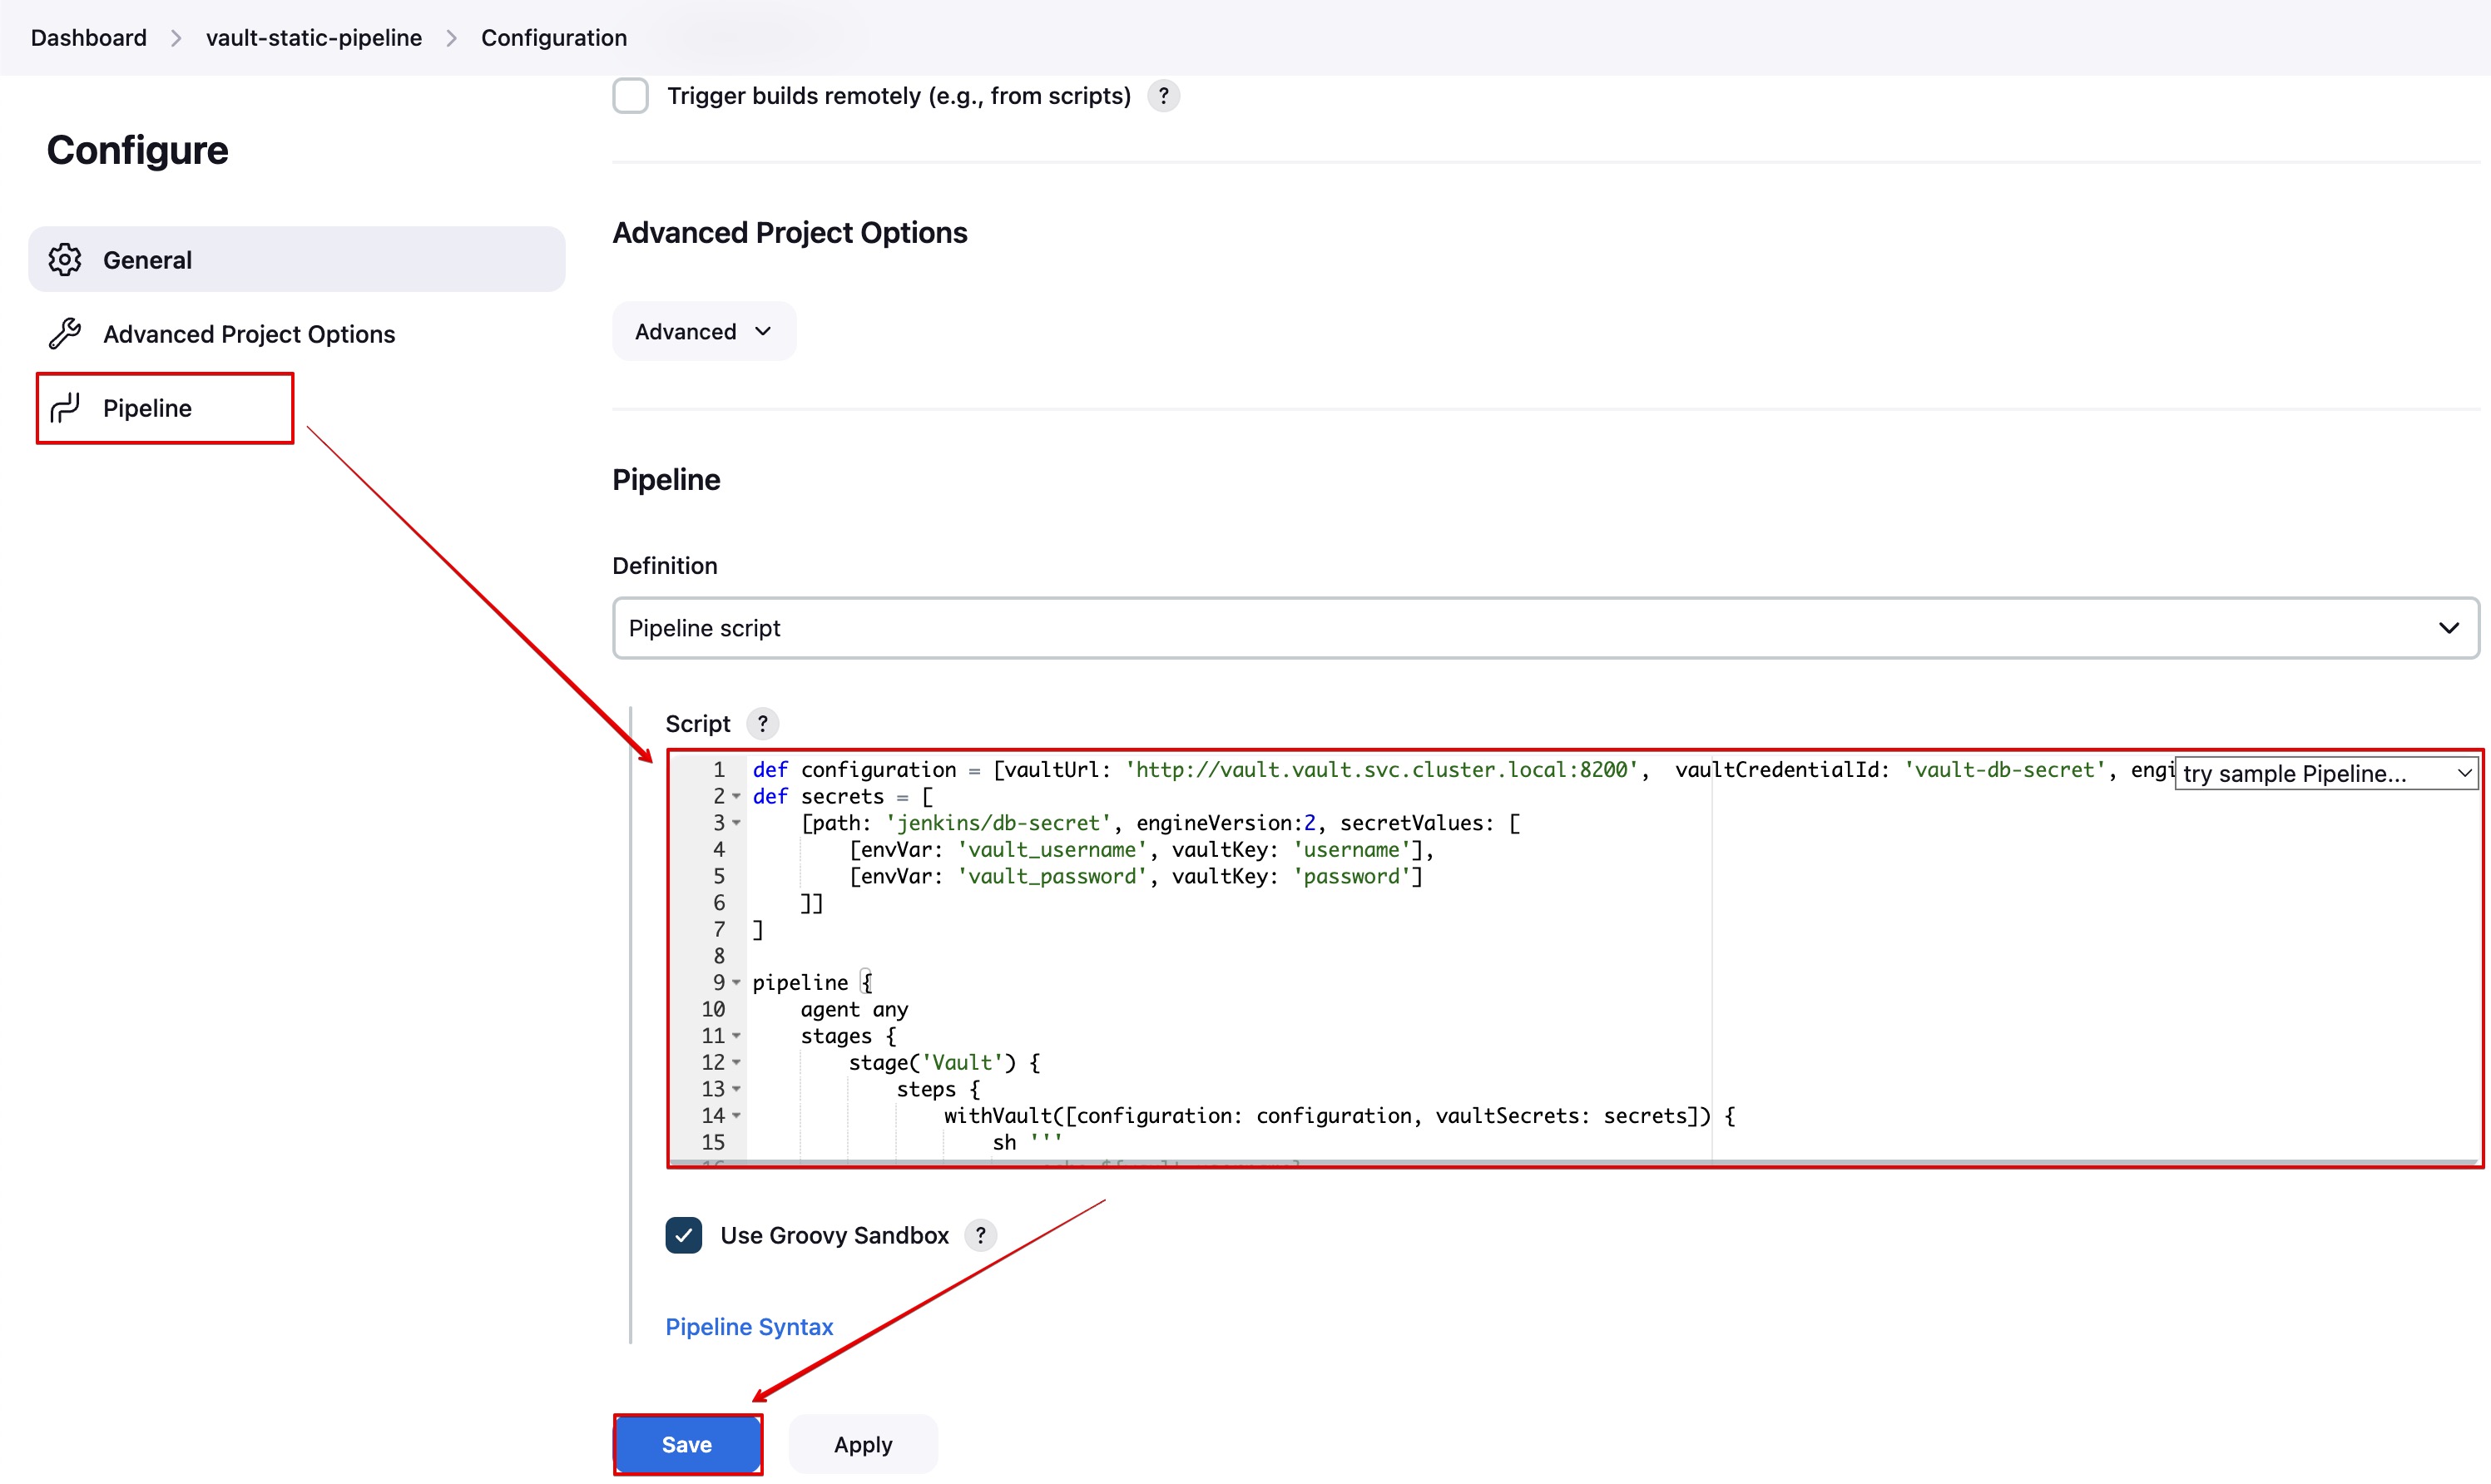 Dashboard > vault-static-pipeline > Configuration
Trigger builds remotely (e.g., from scripts) ?
Configure
General
Advanced Project Options
Pipeline
Advanced Project Options
Advanced
Pipeline
Definition
Pipeline script
Script ?
1 def configuration = [vaultUrl: 'http://vault.vault.svc.cluster.local:8200',  vaultCredentialId: 'vault-db-secret', engi
try sample Pipeline...
2 def secrets = [
3     [path: 'jenkins/db-secret', engineVersion:2, secretValues: [
4         [envVar: 'vault_username', vaultKey: 'username'],
5         [envVar: 'vault_password', vaultKey: 'password']
6     ]]
7 ]
8
9 pipeline {
10     agent any
11     stages {
12         stage('Vault') {
13             steps {
14                 withVault([configuration: configuration, vaultSecrets: secrets]) {
15                     sh '''
Use Groovy Sandbox ?
Pipeline Syntax
Save
Apply